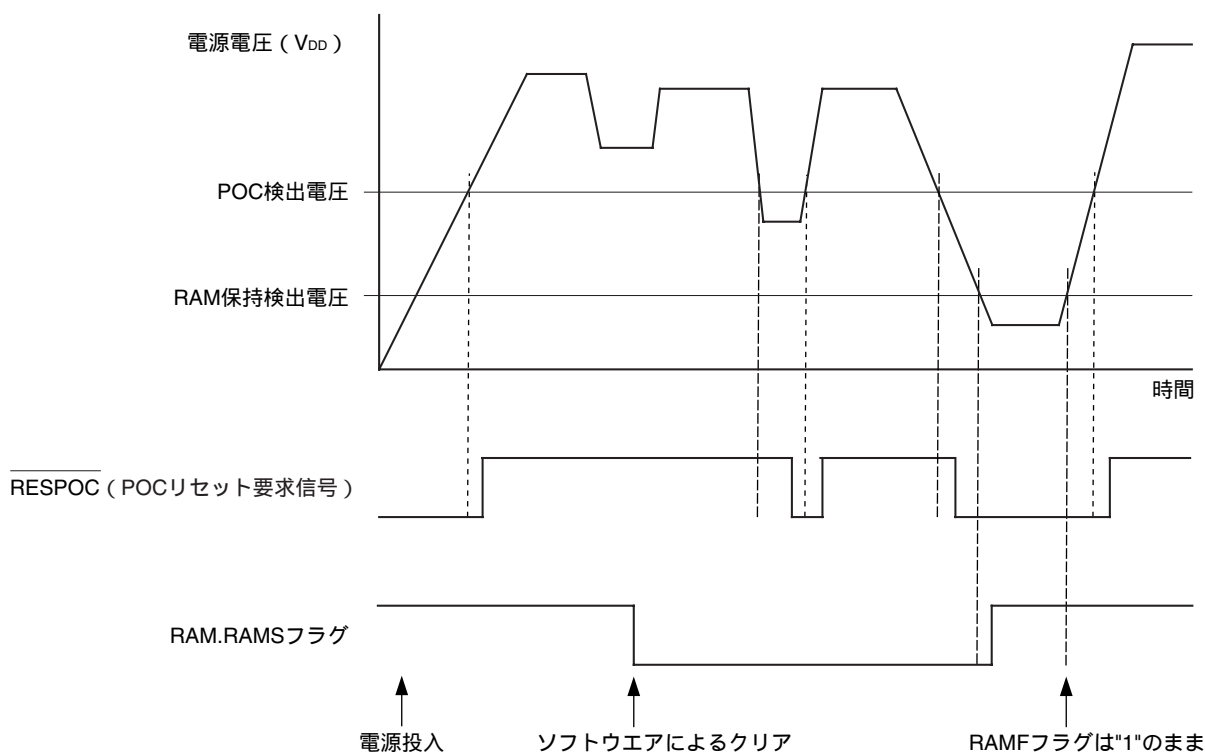 電源電圧（VDD）
POC検出電圧
RAM保持検出電圧
時間
RESPOC（POCリセット要求信号）
RAM.RAMSフラグ
電源投入
ソフトウエアによるクリア
RAMFフラグは"1"のまま